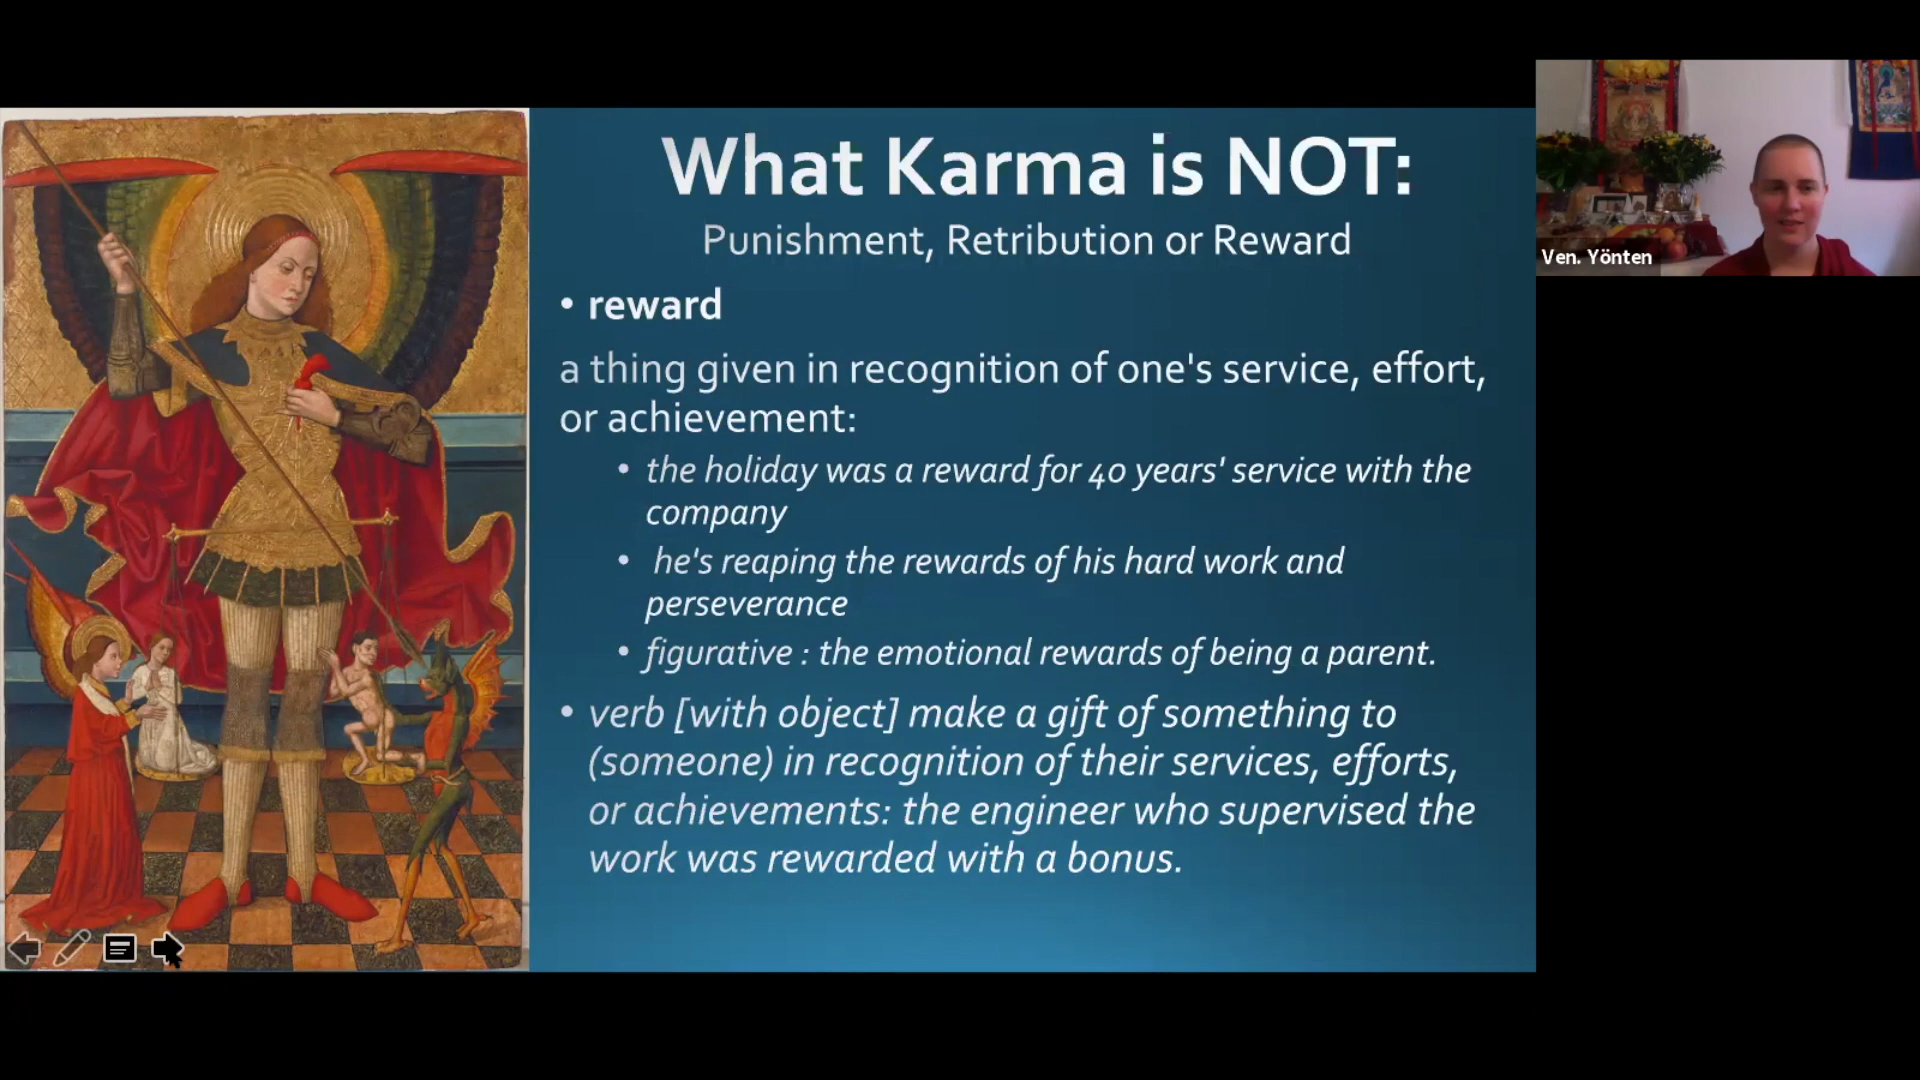 What Karma is NOT:
Punishment, Retribution or Reward
• reward
a thing given in recognition of one's service, effort,
or achievement:
• the holiday was a reward for 40 years' service with the
company
• he's reaping the rewards of his hard work and
perseverance
• figurative : the emotional rewards of being a parent.
• verb [with object] make a gift of something to
(someone) in recognition of their services, efforts,
or achievements: the engineer who supervised the
work was rewarded with a bonus.
Ven. Yönten